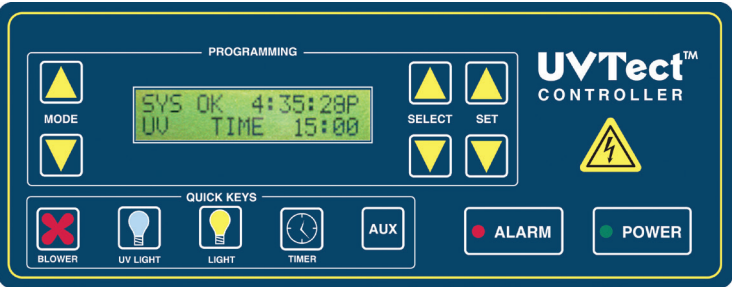 PROGRAMMING
UVTect™
CONTROLLER
SYS OK 4:35:28P
UV TIME 15:00
MODE
SELECT
SET
QUICK KEYS
BLOWER
UV LIGHT
LIGHT
TIMER
AUX
ALARM
POWER